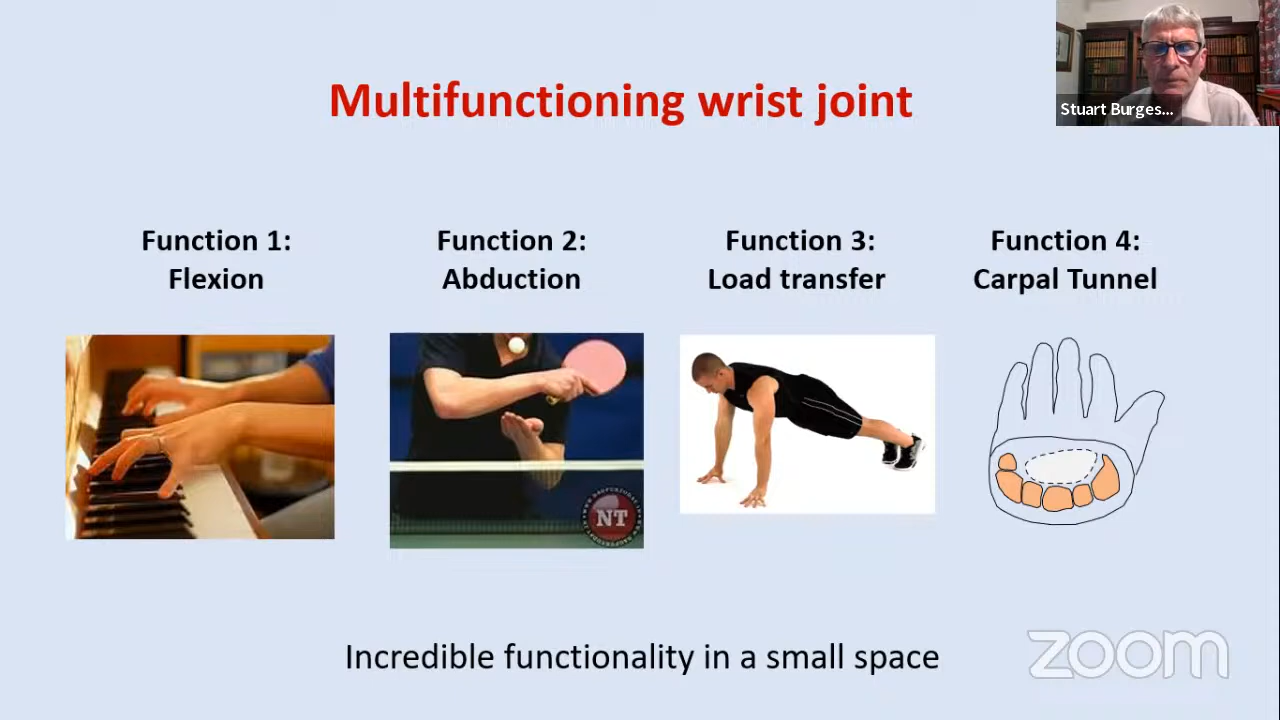 Multifunctioning wrist joint
Stuart Burges...
Function 1:
Flexion
Function 2:
Abduction
Function 3:
Load transfer
Function 4:
Carpal Tunnel
NT
Incredible functionality in a small space
zoom